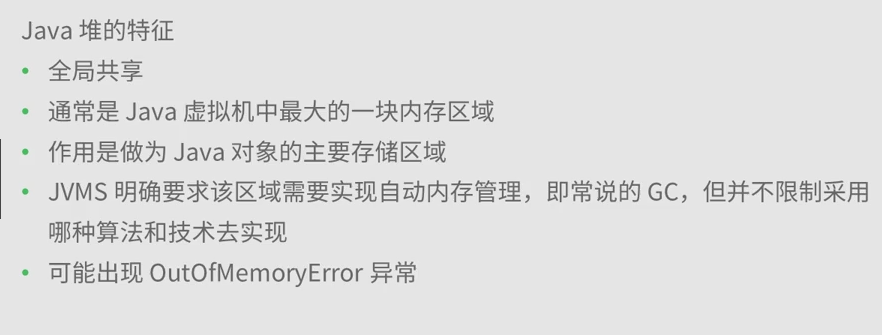 Java 堆的特征
• 全局共享
• 通常是 Java 虚拟机中最大的一块内存区域
• 作用是做为 Java 对象的主要存储区域
• JVMS 明确要求该区域需要实现自动内存管理，即常说的 GC，但并不限制采用
哪种算法和技术去实现
• 可能出现 OutOfMemoryError 异常